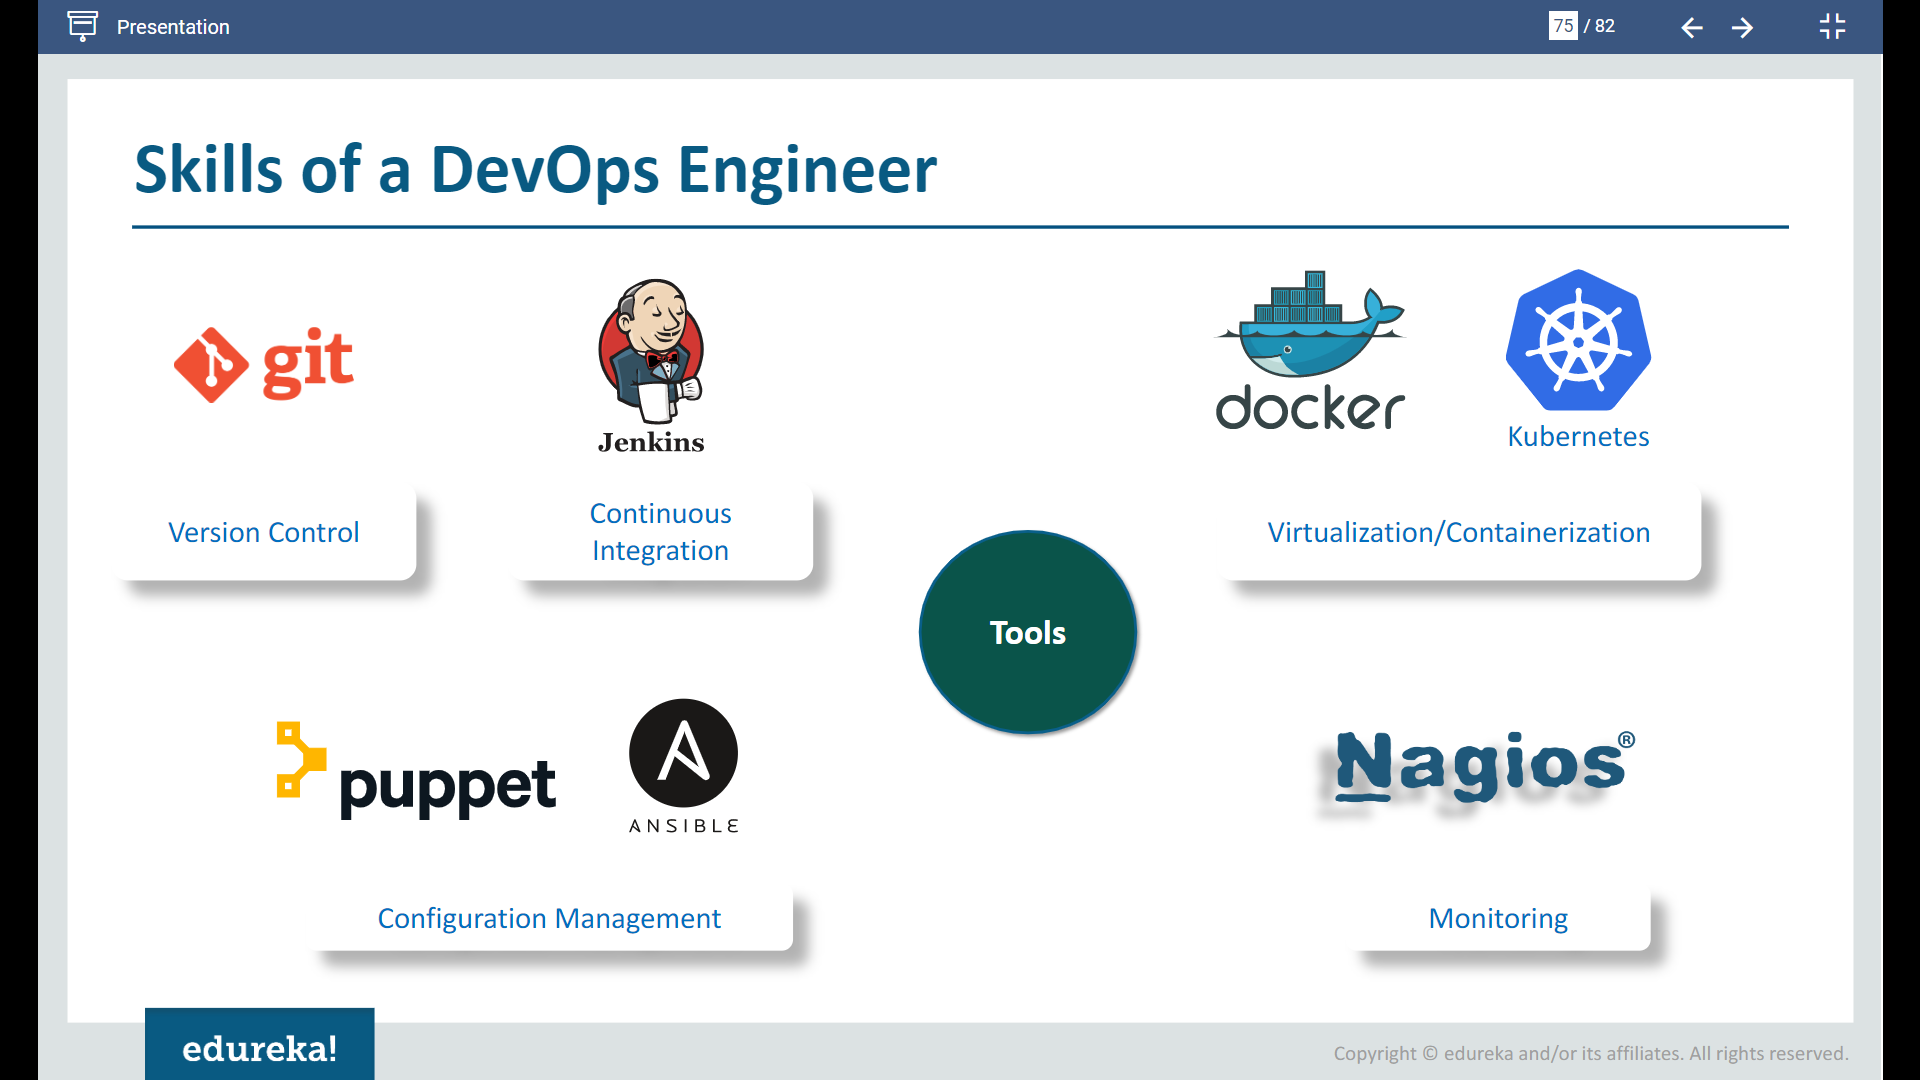 Presentation
75 / 82
Skills of a DevOps Engineer
git
Jenkins
docker
Kubernetes
Version Control
Continuous
Integration
Virtualization/Containerization
Tools
puppet
ANSIBLE
Nagios®
Configuration Management
Monitoring
edureka!
Copyright © edureka and/or its affiliates. All rights reserved.